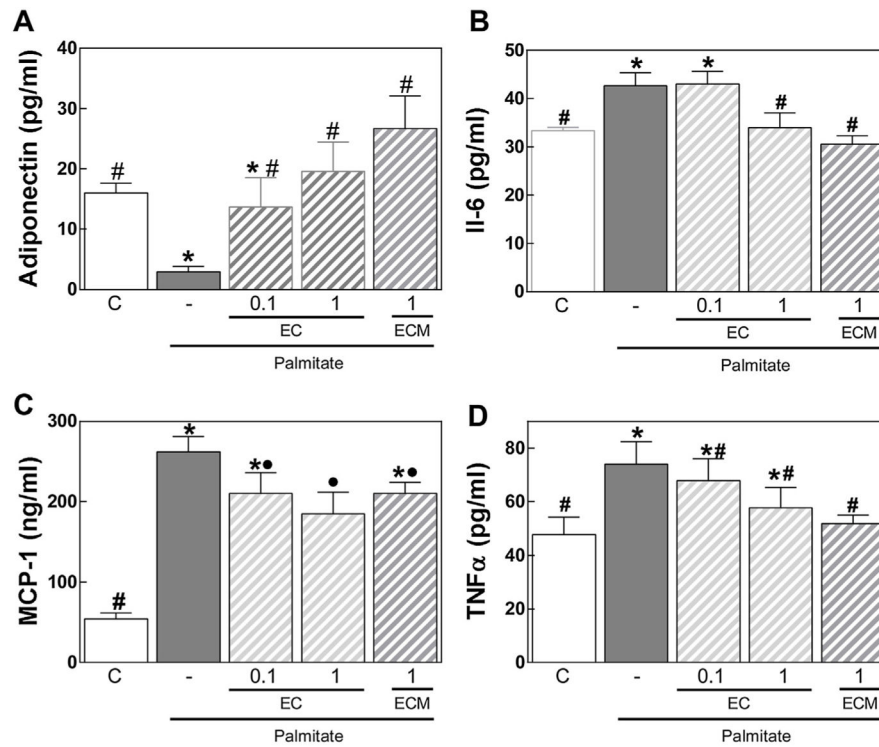 A
Adiponectin (pg/ml)
40
30
20
10
0
# * * # # #
C - 0.1 1 1
EC ECM
Palmitate
B
Il-6 (pg/ml)
50
40
30
20
10
0
# * * # #
C - 0.1 1 1
EC ECM
Palmitate
C
MCP-1 (ng/ml)
300
200
100
0
# * *● ● *●
C - 0.1 1 1
EC ECM
Palmitate
D
TNFα (pg/ml)
80
60
40
20
0
# * *# *# #
C - 0.1 1 1
EC ECM
Palmitate